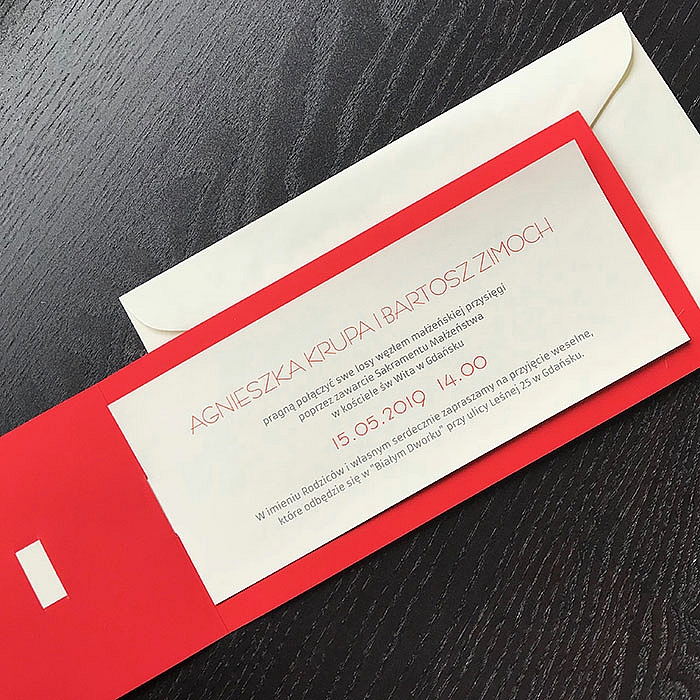 AGNIESZKA KRUPA I BARTOSZ ZIMOCH
pragną połączyć swe losy węzłem małżeńskiej przysięgi
poprzez zawarcie Sakramentu Małżeństwa
w kościele św Wita w Gdańsku
15.05.2019 14.00
W imieniu Rodziców i własnym serdecznie zapraszamy na przyjęcie weselne,
które odbędzie się w "Białym Dworku" przy ulicy Leśnej 25 w Gdańsku.